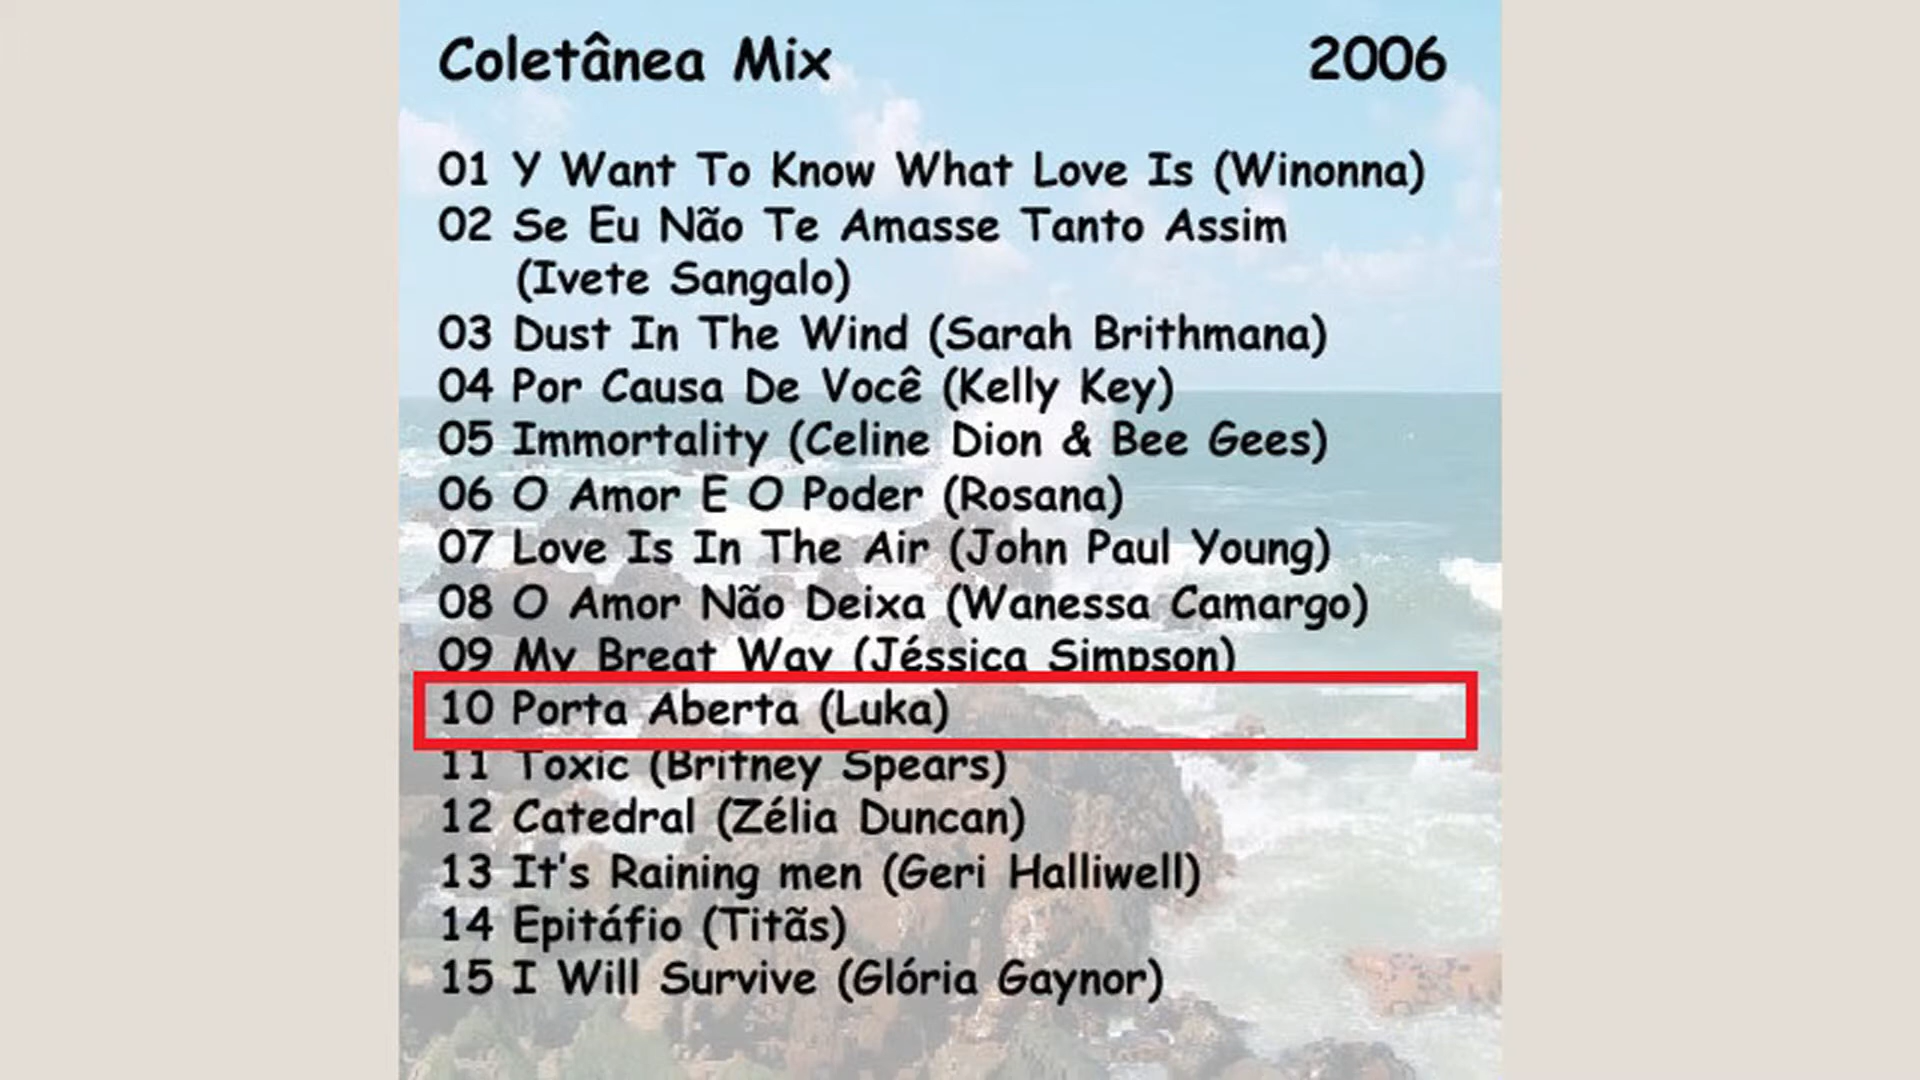 Coletânea Mix 2006
01 Y Want To Know What Love Is (Winonna)
02 Se Eu Não Te Amasse Tanto Assim
(Ivete Sangalo)
03 Dust In The Wind (Sarah Brithmana)
04 Por Causa De Você (Kelly Key)
05 Immortality (Celine Dion & Bee Gees)
06 O Amor E O Poder (Rosana)
07 Love Is In The Air (John Paul Young)
08 O Amor Não Deixa (Wanessa Camargo)
09 My Breat Way (Jéssica Simpson)
10 Porta Aberta (Luka)
11 Toxic (Britney Spears)
12 Catedral (Zélia Duncan)
13 It's Raining men (Geri Halliwell)
14 Epitáfio (Titãs)
15 I Will Survive (Glória Gaynor)